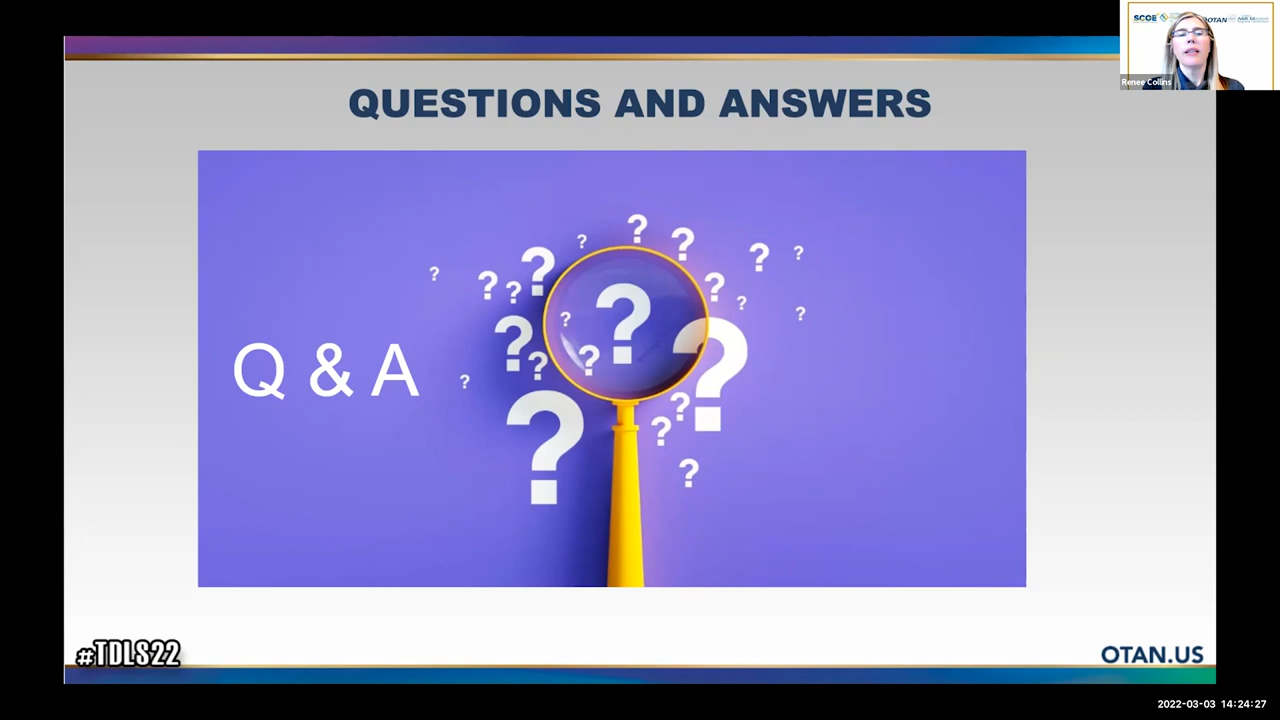 SCOE
OTAN
Renee Collins
QUESTIONS AND ANSWERS
Q & A
#TDLS22
OTAN.US
2022-03-03 14:24:27